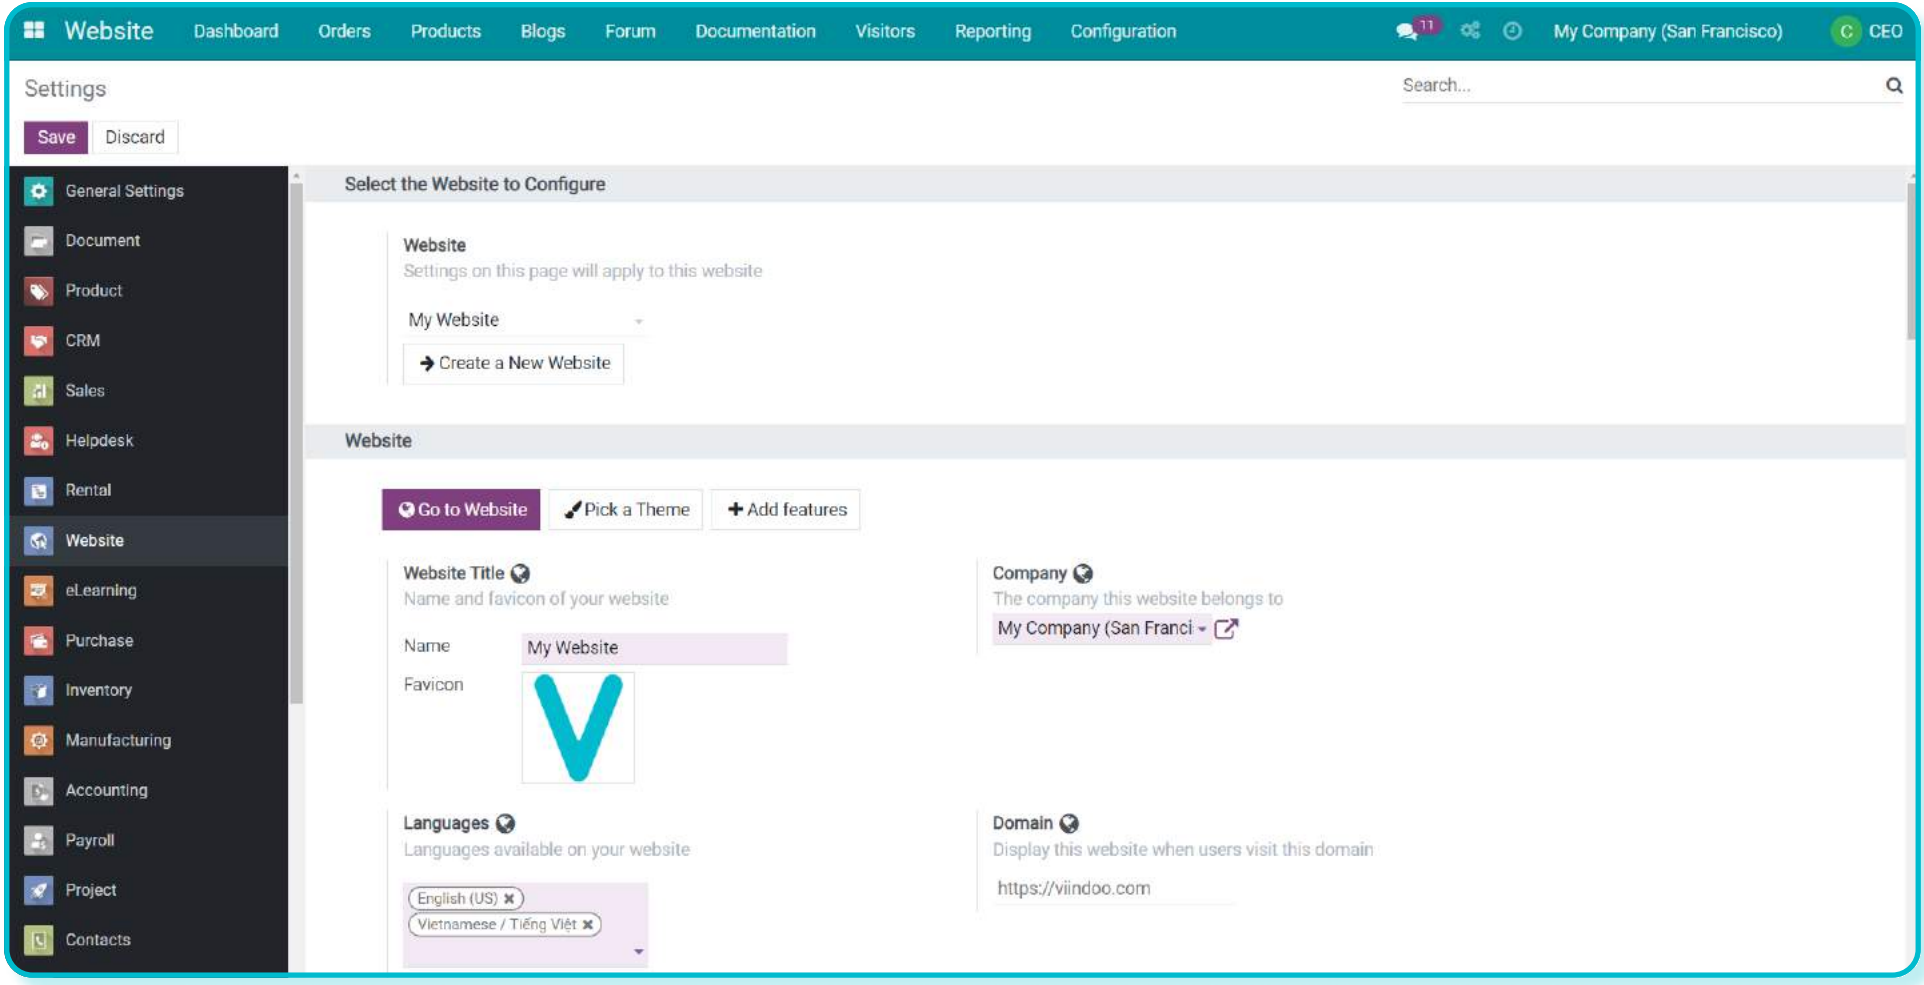 Website Dashboard Orders Products Blogs Forum Documentation Visitors Reporting Configuration 11 My Company (San Francisco) C CEO
Settings
Search...
Save Discard
General Settings
Document
Product
CRM
Sales
Helpdesk
Rental
Website
eLearning
Purchase
Inventory
Manufacturing
Accounting
Payroll
Project
Contacts
Select the Website to Configure
Website
Settings on this page will apply to this website
My Website
Create a New Website
Website
Go to Website Pick a Theme Add features
Website Title
Name and favicon of your website
Name My Website
Favicon
Company
The company this website belongs to
My Company (San Franci
Languages
Languages available on your website
English (US)
Vietnamese / Tiếng Việt
Domain
Display this website when users visit this domain
https://viindoo.com